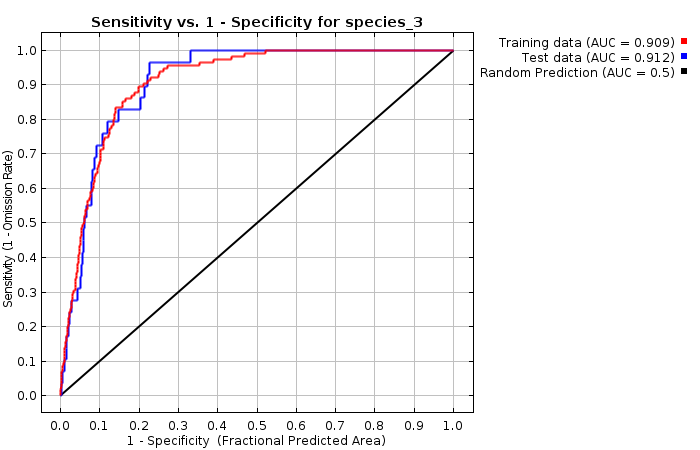 Sensitivity vs. 1 - Specificity for species_3
Training data (AUC = 0.909)
Test data (AUC = 0.912)
Random Prediction (AUC = 0.5)
Sensitivity (1 - Omission Rate)
1.0
0.9
0.8
0.7
0.6
0.5
0.4
0.3
0.2
0.1
0.0
0.0 0.1 0.2 0.3 0.4 0.5 0.6 0.7 0.8 0.9 1.0
1 - Specificity (Fractional Predicted Area)